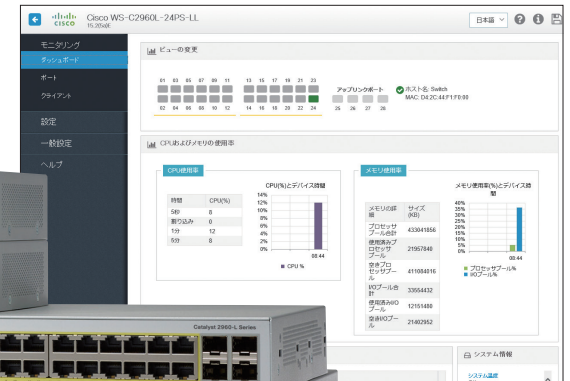 cisco
Cisco WS-C2960L-24PS-LL
15.2(5a)E
日本語
モニタリング
ダッシュボード
ポート
クライアント
設定
一般設定
ヘルプ
ビューの変更
01 03 05 07 09 11 13 15 17 19 21 23
02 04 06 08 10 12 14 16 18 20 22 24
アップリンクポート
25 26 27 28
ホスト名: Switch
MAC: D4:2C:44:F1:F0:80
CPUおよびメモリの使用率
CPU使用率
時間 CPU(%)
5秒 8
割り込み 0
1分 12
5分 8
CPU(%)とデバイス時間
14%
12%
10%
8%
6%
4%
2%
0%
08:44
CPU %
メモリ使用率
メモリの詳細 サイズ(KB)
プロセッサプール合計 433041856
使用済みプロセッサプール 21957840
空きプロセッサプール 411084016
I/Oプール合計 33554432
使用済みI/Oプール 12151480
空きI/Oプール 21402952
メモリ使用率(%)とデバイス時間
40%
35%
30%
25%
20%
15%
10%
5%
0%
08:44
プロセッサプール%
I/Oプール%
システム情報
システム温度
Catalyst 2960-L Series